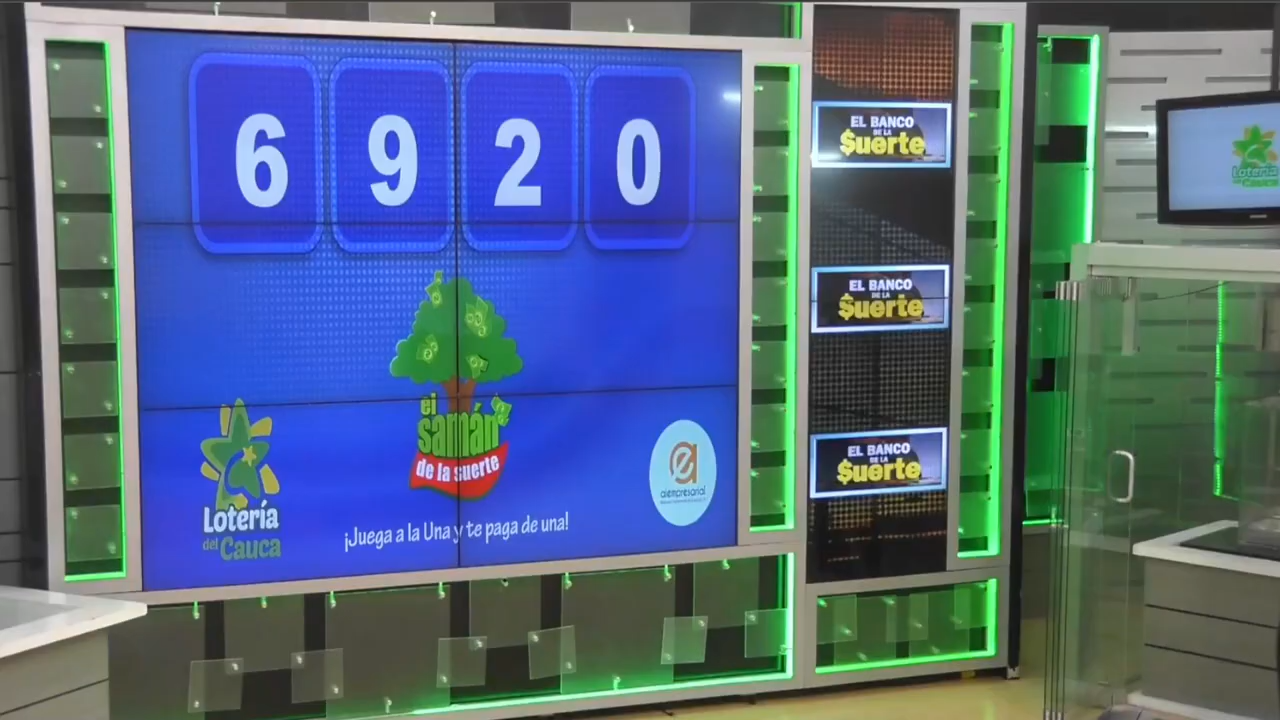 6920
el
samán
de la suerte
Lotería
del Cauca
¡Juega a la Una y te paga de una!
aiempresarial
EL BANCO
DE LA
$uerte
EL BANCO
DE LA
$uerte
EL BANCO
DE LA
$uerte
Lotería
del Cauca